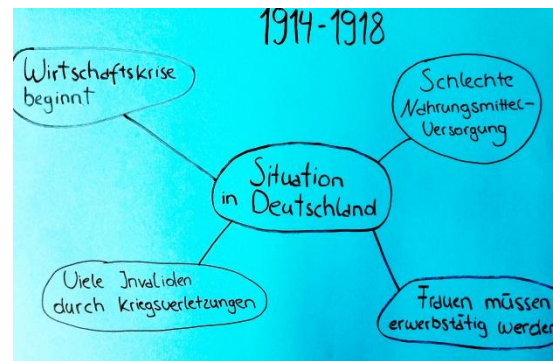 1914-1918
Wirtschaftskrise
beginnt
Schlechte
Nahrungsmittel-
Versorgung
Situation
in Deutschland
Viele Invaliden
durch Kriegsverletzungen
Frauen müssen
erwerbstätig werden